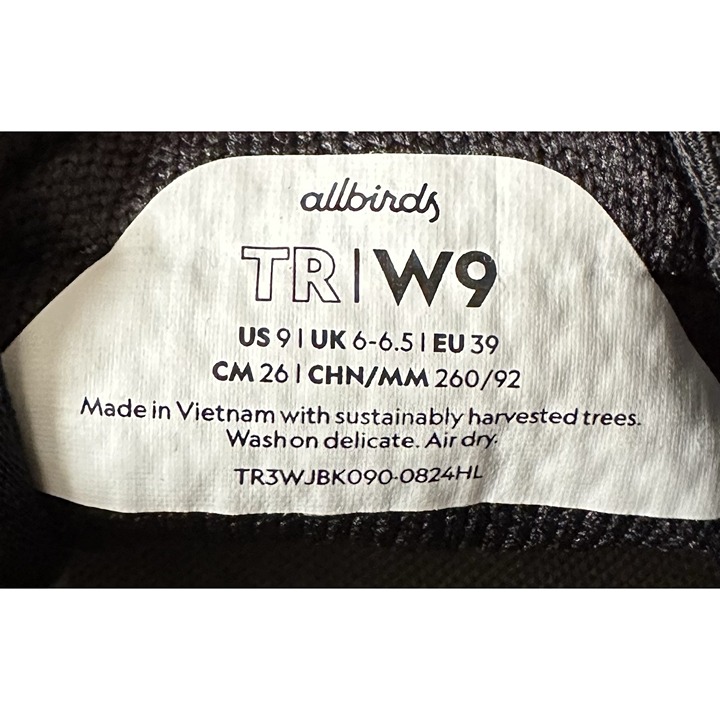 allbirds
TR|W9
US 9 | UK 6-6.5 | EU 39
CM 26 | CHN/MM 260/92
Made in Vietnam with sustainably harvested trees.
Wash on delicate. Air dry.
TR3WJBK090-0824HL